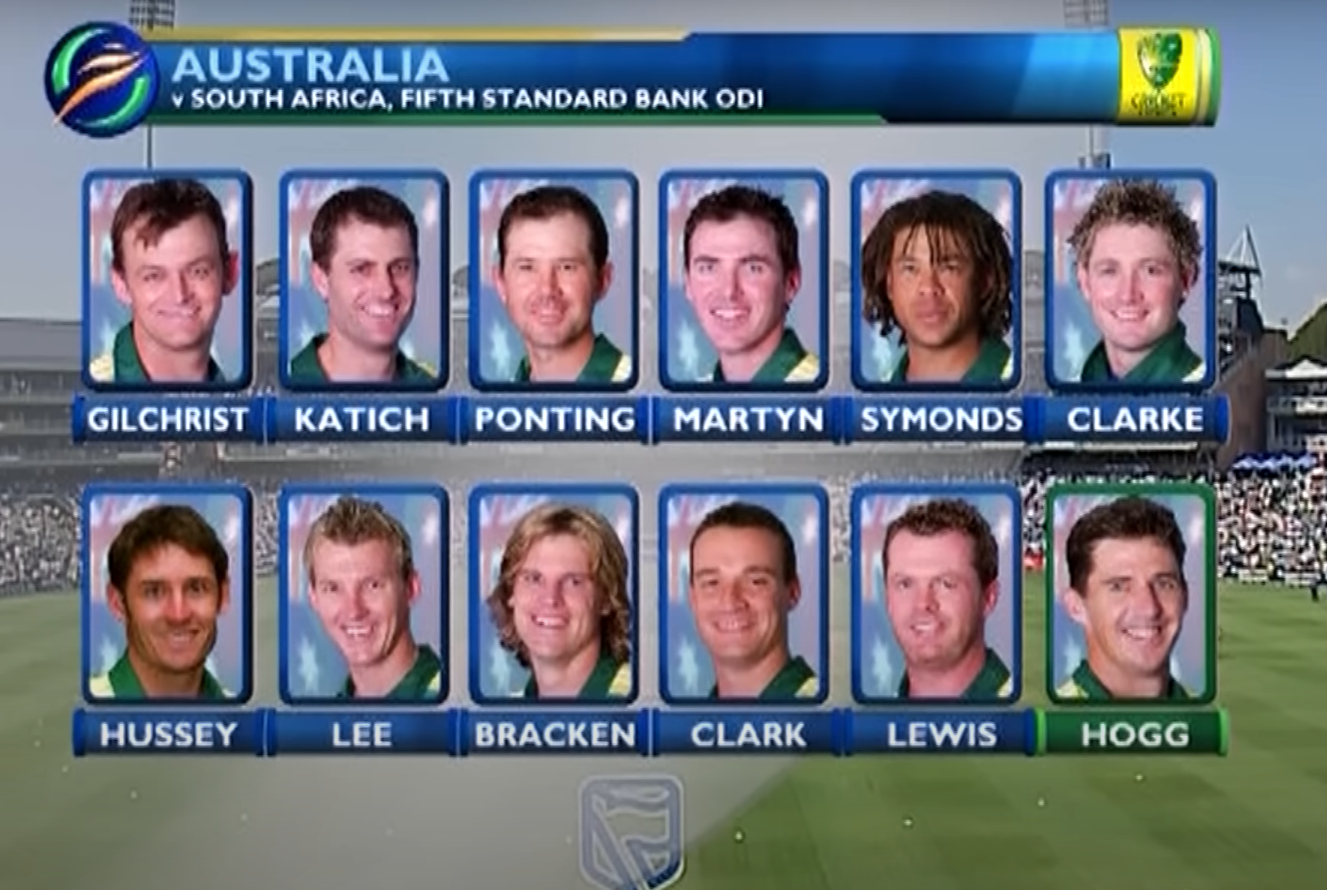 AUSTRALIA
v SOUTH AFRICA, FIFTH STANDARD BANK ODI
CRICKET
GILCHRIST KATICH PONTING MARTYN SYMONDS CLARKE
HUSSEY LEE BRACKEN CLARK LEWIS HOGG